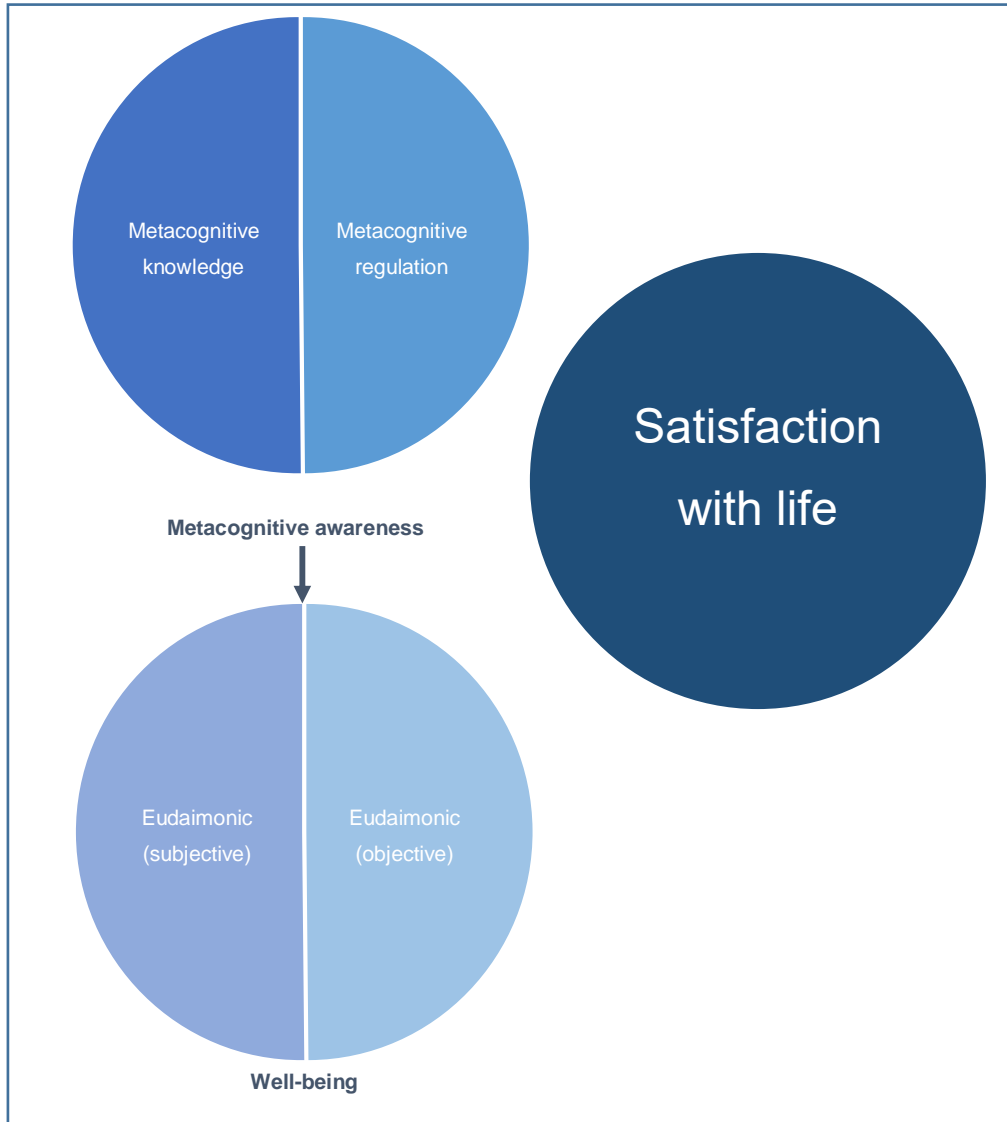 Metacognitive
knowledge
Metacognitive
regulation
Satisfaction
with life
Metacognitive awareness
Eudaimonic
(subjective)
Eudaimonic
(objective)
Well-being